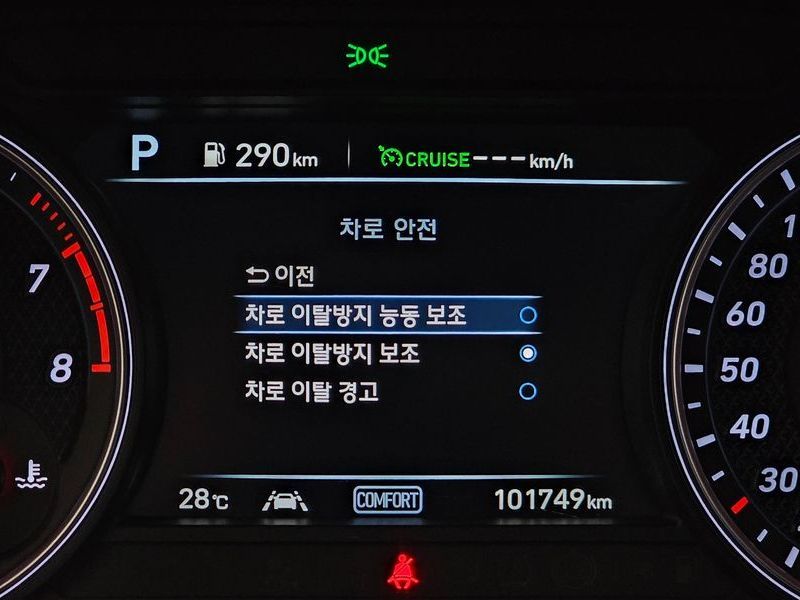 P 290km CRUISE---km/h
차로 안전
이전
차로 이탈방지 능동 보조
차로 이탈방지 보조
차로 이탈 경고
28°C COMFORT 101749km
7
8
80
60
50
40
30